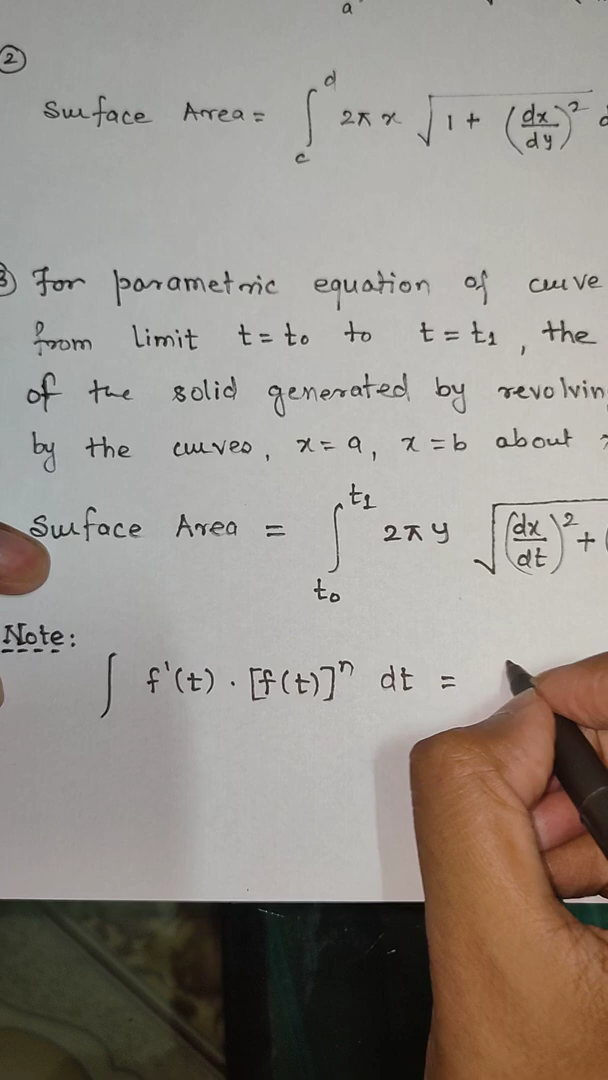 a
②
Surface Area = ∫_c^d 2π x √(1 + (dx/dy)²) d
③ For parametric equation of curve
from limit t = t₀ to t = t₁, the
of the solid generated by revolvin
by the curves, x = a, x = b about
Surface Area = ∫_{t₀}^{t₁} 2π y √((dx/dt)² + (
Note:
∫ f'(t) · [f(t)]ⁿ dt =